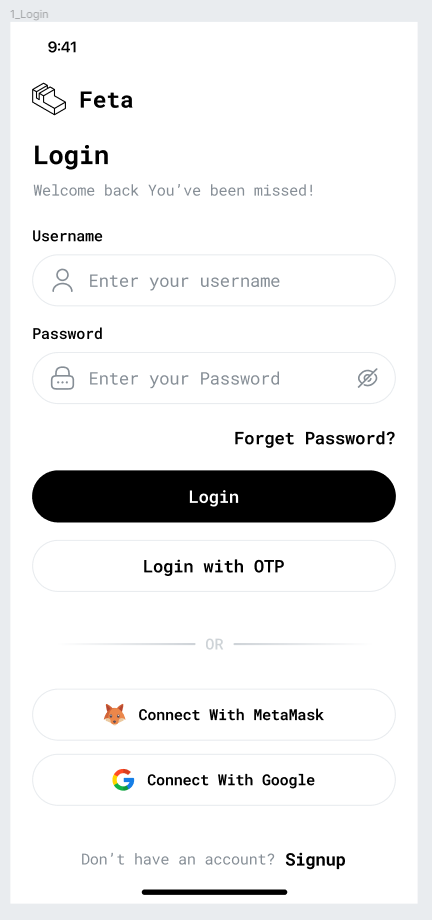 1_Login
9:41
Feta
Login
Welcome back You’ve been missed!
Username
Enter your username
Password
Enter your Password
Forget Password?
Login
Login with OTP
OR
Connect With MetaMask
Connect With Google
Don’t have an account? Signup